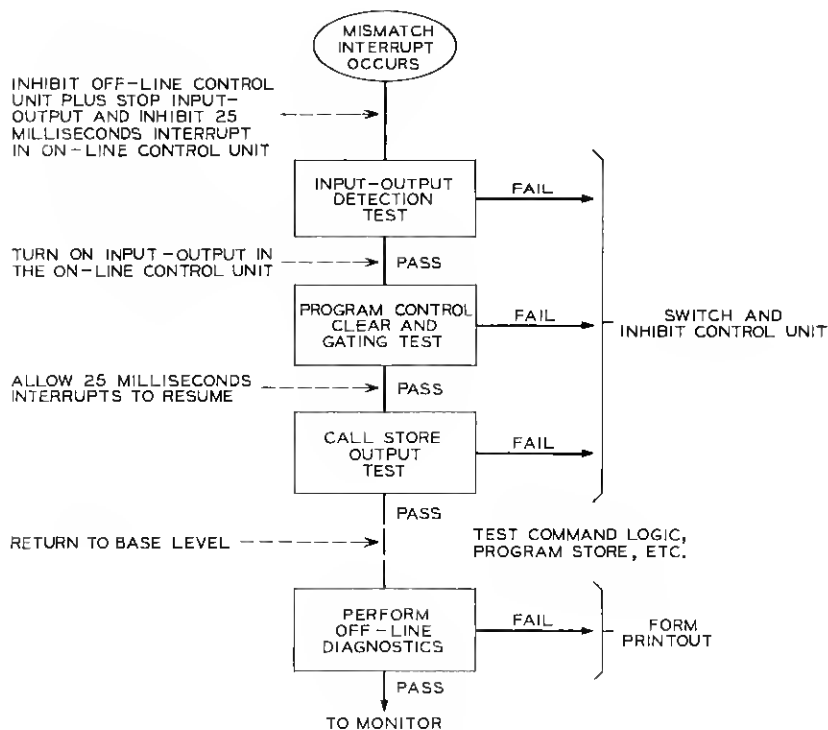 MISMATCH
INTERRUPT
OCCURS
INHIBIT OFF-LINE CONTROL
UNIT PLUS STOP INPUT-
OUTPUT AND INHIBIT 25
MILLISECONDS INTERRUPT
IN ON-LINE CONTROL UNIT
INPUT-OUTPUT
DETECTION
TEST
FAIL
TURN ON INPUT-OUTPUT IN
THE ON-LINE CONTROL UNIT
PASS
PROGRAM CONTROL
CLEAR AND
GATING TEST
FAIL
SWITCH AND
INHIBIT CONTROL UNIT
ALLOW 25 MILLISECONDS
INTERRUPTS TO RESUME
PASS
CALL STORE
OUTPUT
TEST
FAIL
PASS
RETURN TO BASE LEVEL
TEST COMMAND LOGIC,
PROGRAM STORE, ETC.
PERFORM
OFF-LINE
DIAGNOSTICS
FAIL
FORM
PRINTOUT
PASS
TO MONITOR